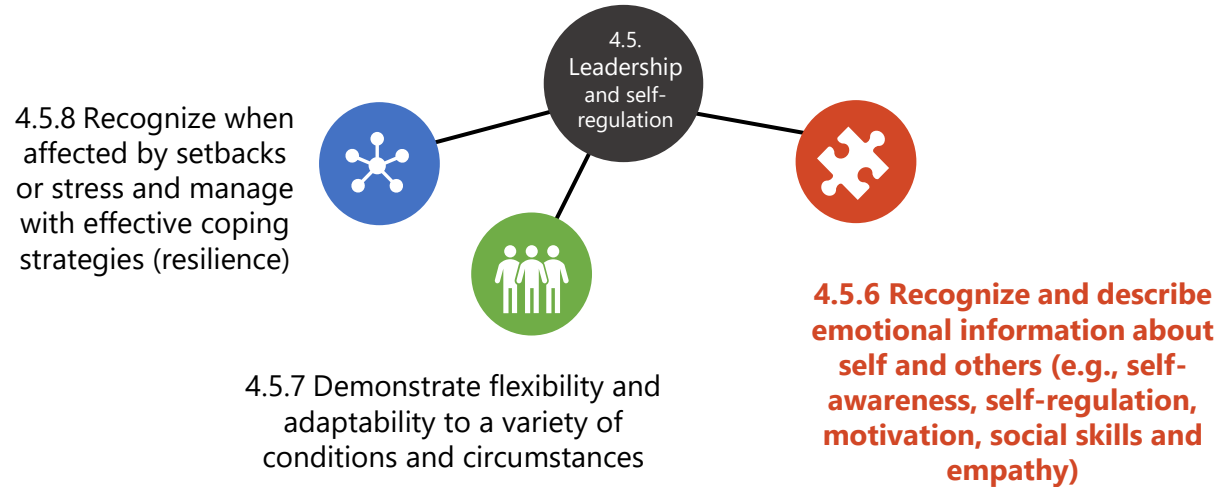 4.5.
Leadership
and self-
regulation
4.5.8 Recognize when
affected by setbacks
or stress and manage
with effective coping
strategies (resilience)
4.5.7 Demonstrate flexibility and
adaptability to a variety of
conditions and circumstances
4.5.6 Recognize and describe
emotional information about
self and others (e.g., self-
awareness, self-regulation,
motivation, social skills and
empathy)